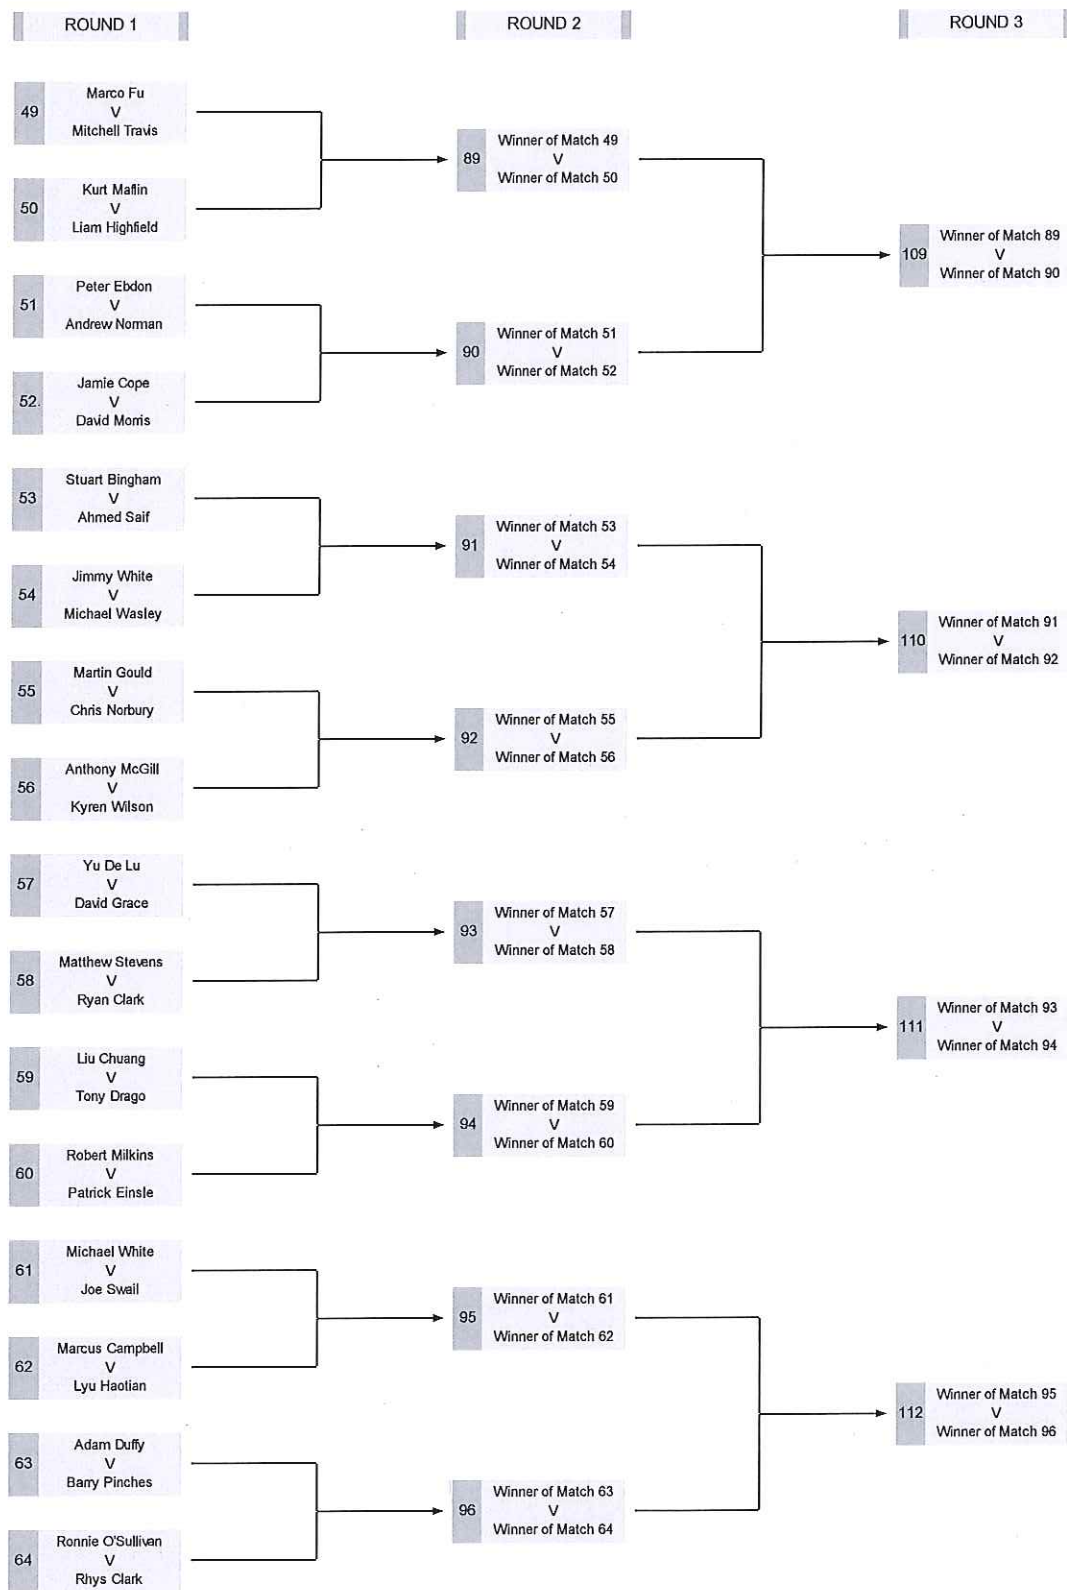 ROUND 1
ROUND 2
ROUND 3
49
Marco Fu
V
Mitchell Travis
50
Kurt Maflin
V
Liam Highfield
51
Peter Ebdon
V
Andrew Norman
52.
Jamie Cope
V
David Morris
53
Stuart Bingham
V
Ahmed Saif
54
Jimmy White
V
Michael Wasley
55
Martin Gould
V
Chris Norbury
56
Anthony McGill
V
Kyren Wilson
57
Yu De Lu
V
David Grace
58
Matthew Stevens
V
Ryan Clark
59
Liu Chuang
V
Tony Drago
60
Robert Milkins
V
Patrick Einsle
61
Michael White
V
Joe Swail
62
Marcus Campbell
V
Lyu Haotian
63
Adam Duffy
V
Barry Pinches
64
Ronnie O'Sullivan
V
Rhys Clark
89
Winner of Match 49
V
Winner of Match 50
90
Winner of Match 51
V
Winner of Match 52
91
Winner of Match 53
V
Winner of Match 54
92
Winner of Match 55
V
Winner of Match 56
93
Winner of Match 57
V
Winner of Match 58
94
Winner of Match 59
V
Winner of Match 60
95
Winner of Match 61
V
Winner of Match 62
96
Winner of Match 63
V
Winner of Match 64
109
Winner of Match 89
V
Winner of Match 90
110
Winner of Match 91
V
Winner of Match 92
111
Winner of Match 93
V
Winner of Match 94
112
Winner of Match 95
V
Winner of Match 96